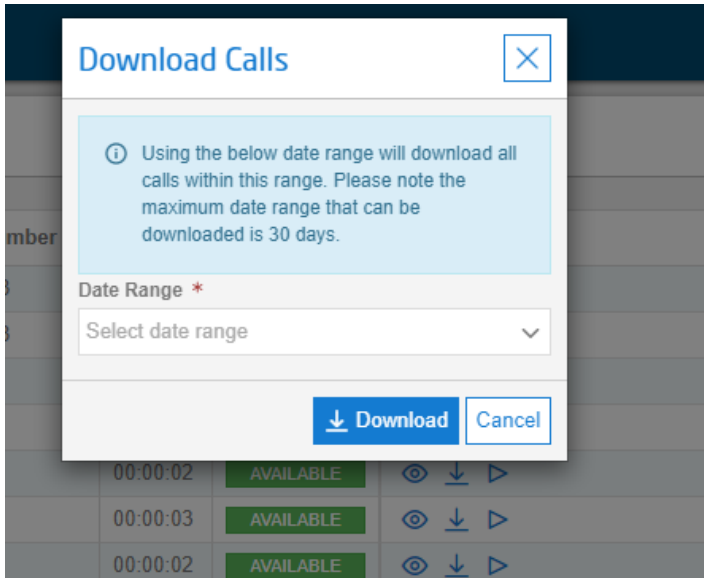 Download Calls
Using the below date range will download all
calls within this range. Please note the
maximum date range that can be
downloaded is 30 days.
mber
3
3
Date Range *
Select date range
Download Cancel
00:00:02 AVAILABLE
00:00:03 AVAILABLE
00:00:02 AVAILABLE